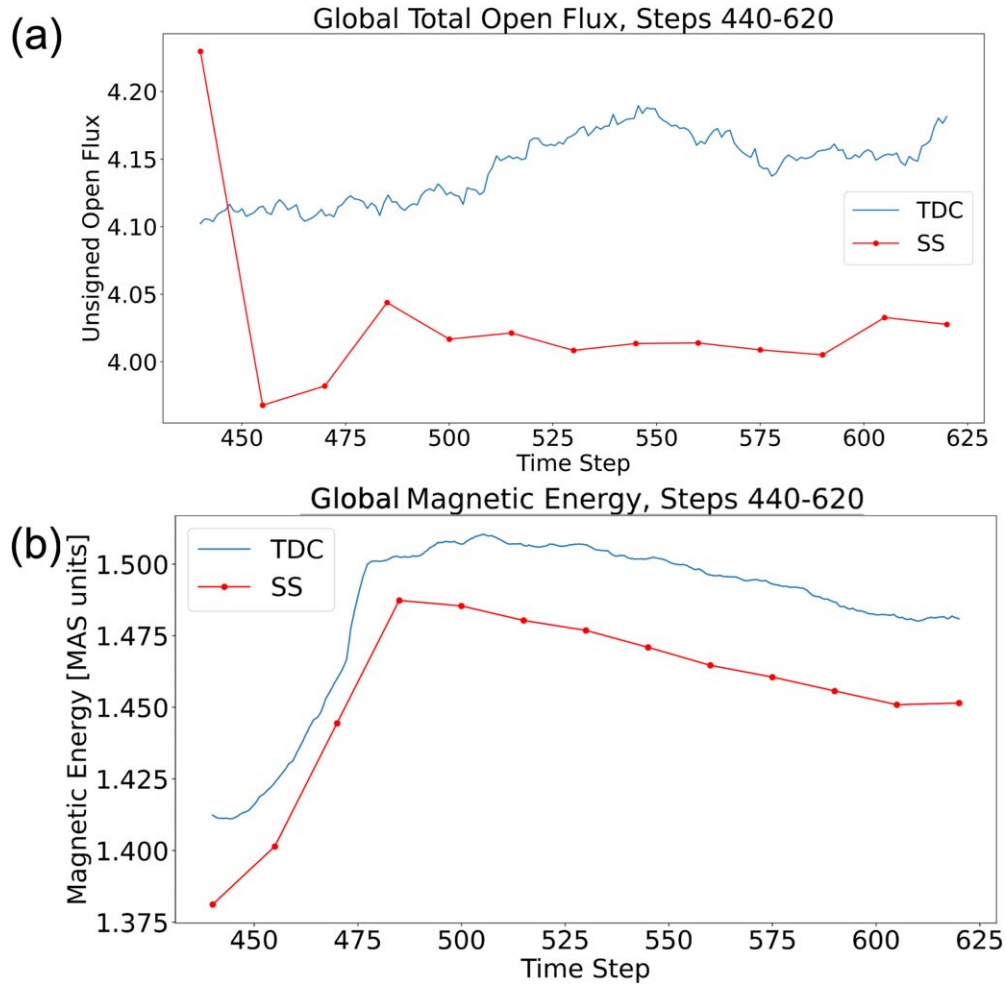 (a)
Global Total Open Flux, Steps 440-620
Unsigned Open Flux
4.20
4.15
4.10
4.05
4.00
TDC
SS
450 475 500 525 550 575 600 625
Time Step
(b)
Global Magnetic Energy, Steps 440-620
Magnetic Energy [MAS units]
1.500
1.475
1.450
1.425
1.400
1.375
TDC
SS
450 475 500 525 550 575 600 625
Time Step